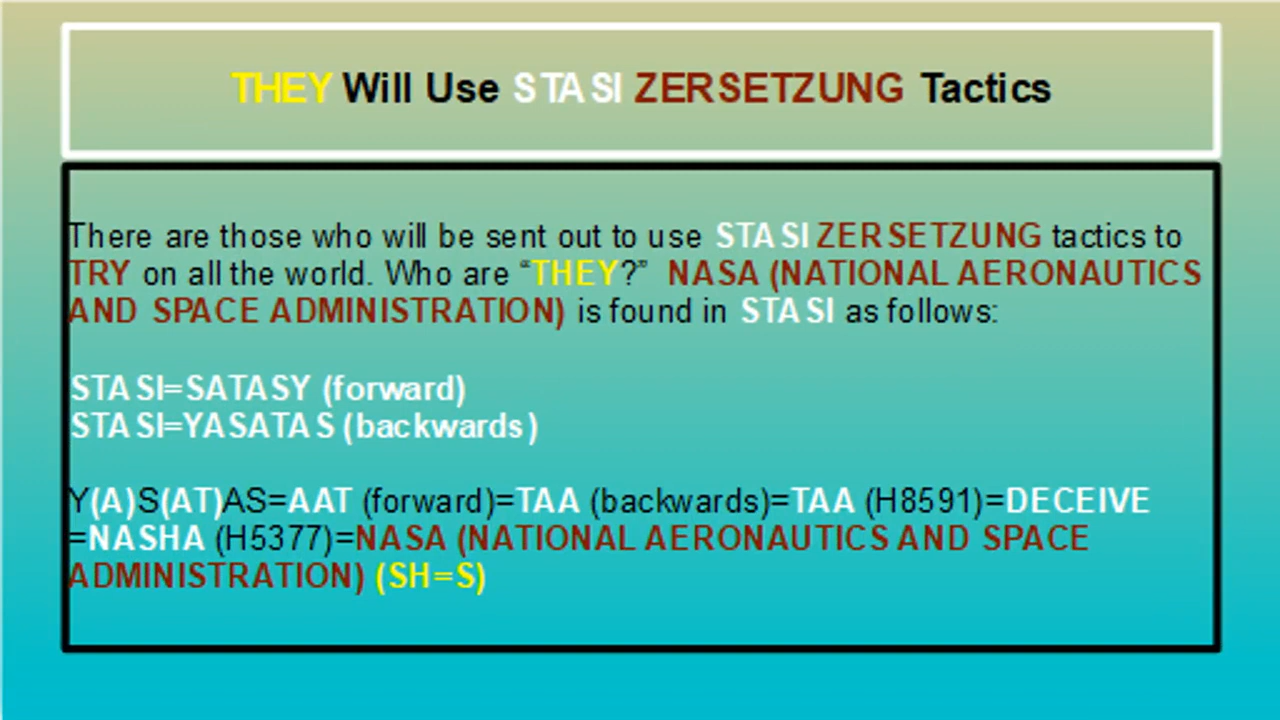 THEY Will Use STASI ZERSETZUNG Tactics
There are those who will be sent out to use STASI ZERSETZUNG tactics to
TRY on all the world. Who are “THEY?” NASA (NATIONAL AERONAUTICS
AND SPACE ADMINISTRATION) is found in STASI as follows:
STASI=SATASY (forward)
STASI=YASATAS (backwards)
Y(A)S(AT)AS=AAT (forward)=TAA (backwards)=TAA (H8591)=DECEIVE
=NASHA (H5377)=NASA (NATIONAL AERONAUTICS AND SPACE
ADMINISTRATION) (SH=S)